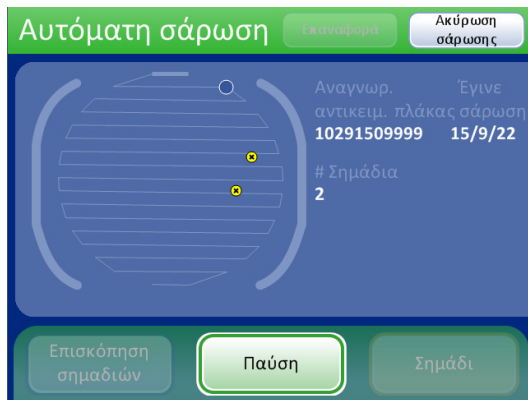 Αυτόματη σάρωση
Επαναφορά
Ακύρωση
σάρωσης
Αναγνωρ. Έγινε
αντικειμ. πλάκας σάρωση
10291509999 15/9/22
# Σημάδια
2
Επισκόπηση
σημαδιών
Παύση
Σημάδι